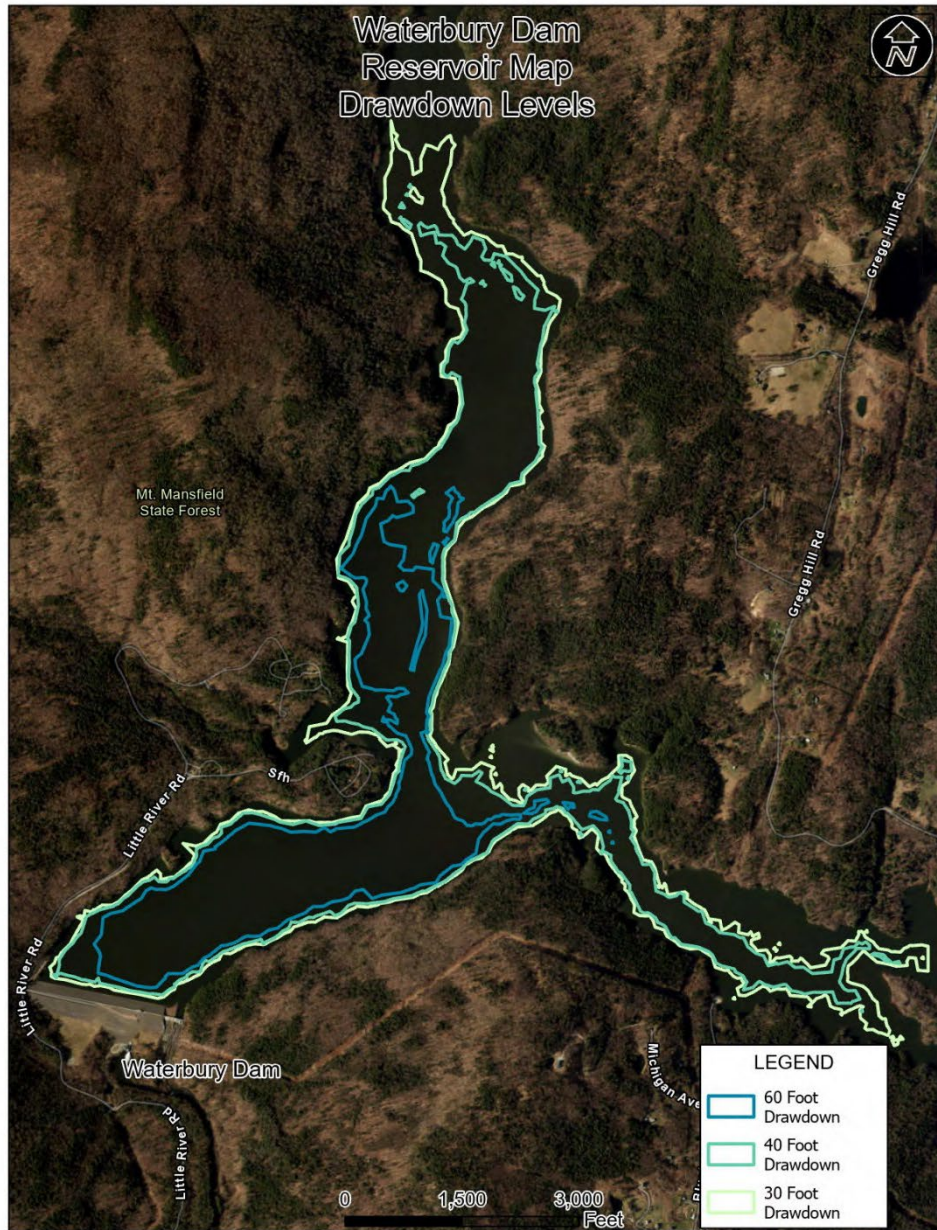 Waterbury Dam
Reservoir Map
Drawdown Levels
N
Gregg Hill Rd
Mt. Mansfield
State Forest
Gregg Hill Rd
Sfh
Little River Rd
Little River Rd
Waterbury Dam
Michigan Ave
Little River Rd
LEGEND
60 Foot
Drawdown
40 Foot
Drawdown
30 Foot
Drawdown
0 1,500 3,000
Feet